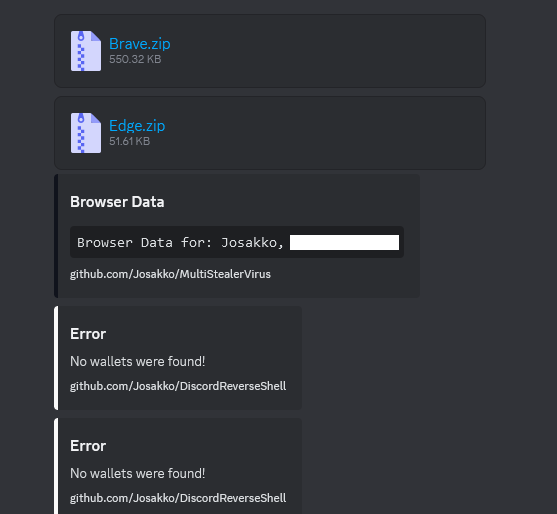 Brave.zip
550.32 KB
Edge.zip
51.61 KB
Browser Data
Browser Data for: Josakko,
github.com/Josakko/MultiStealerVirus
Error
No wallets were found!
github.com/Josakko/DiscordReverseShell
Error
No wallets were found!
github.com/Josakko/DiscordReverseShell